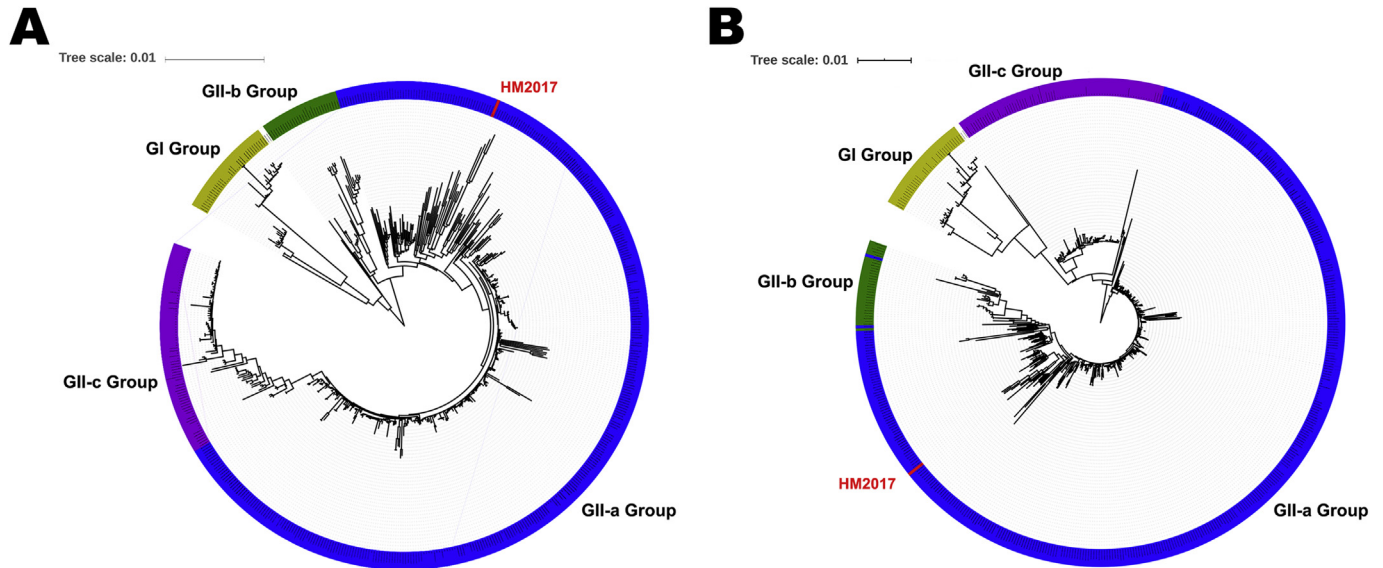 A
Tree scale: 0.01
GII-b Group
HM2017
GI Group
GII-c Group
GII-a Group
B
Tree scale: 0.01
GII-c Group
GI Group
GII-b Group
HM2017
GII-a Group